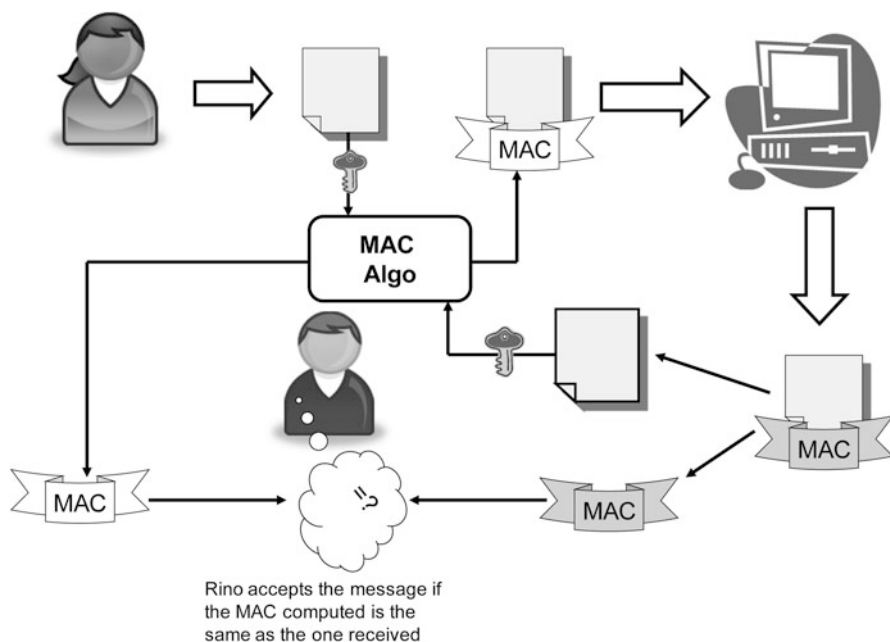 MAC
MAC
Algo
MAC
MAC
MAC
=?
Rino accepts the message if
the MAC computed is the
same as the one received